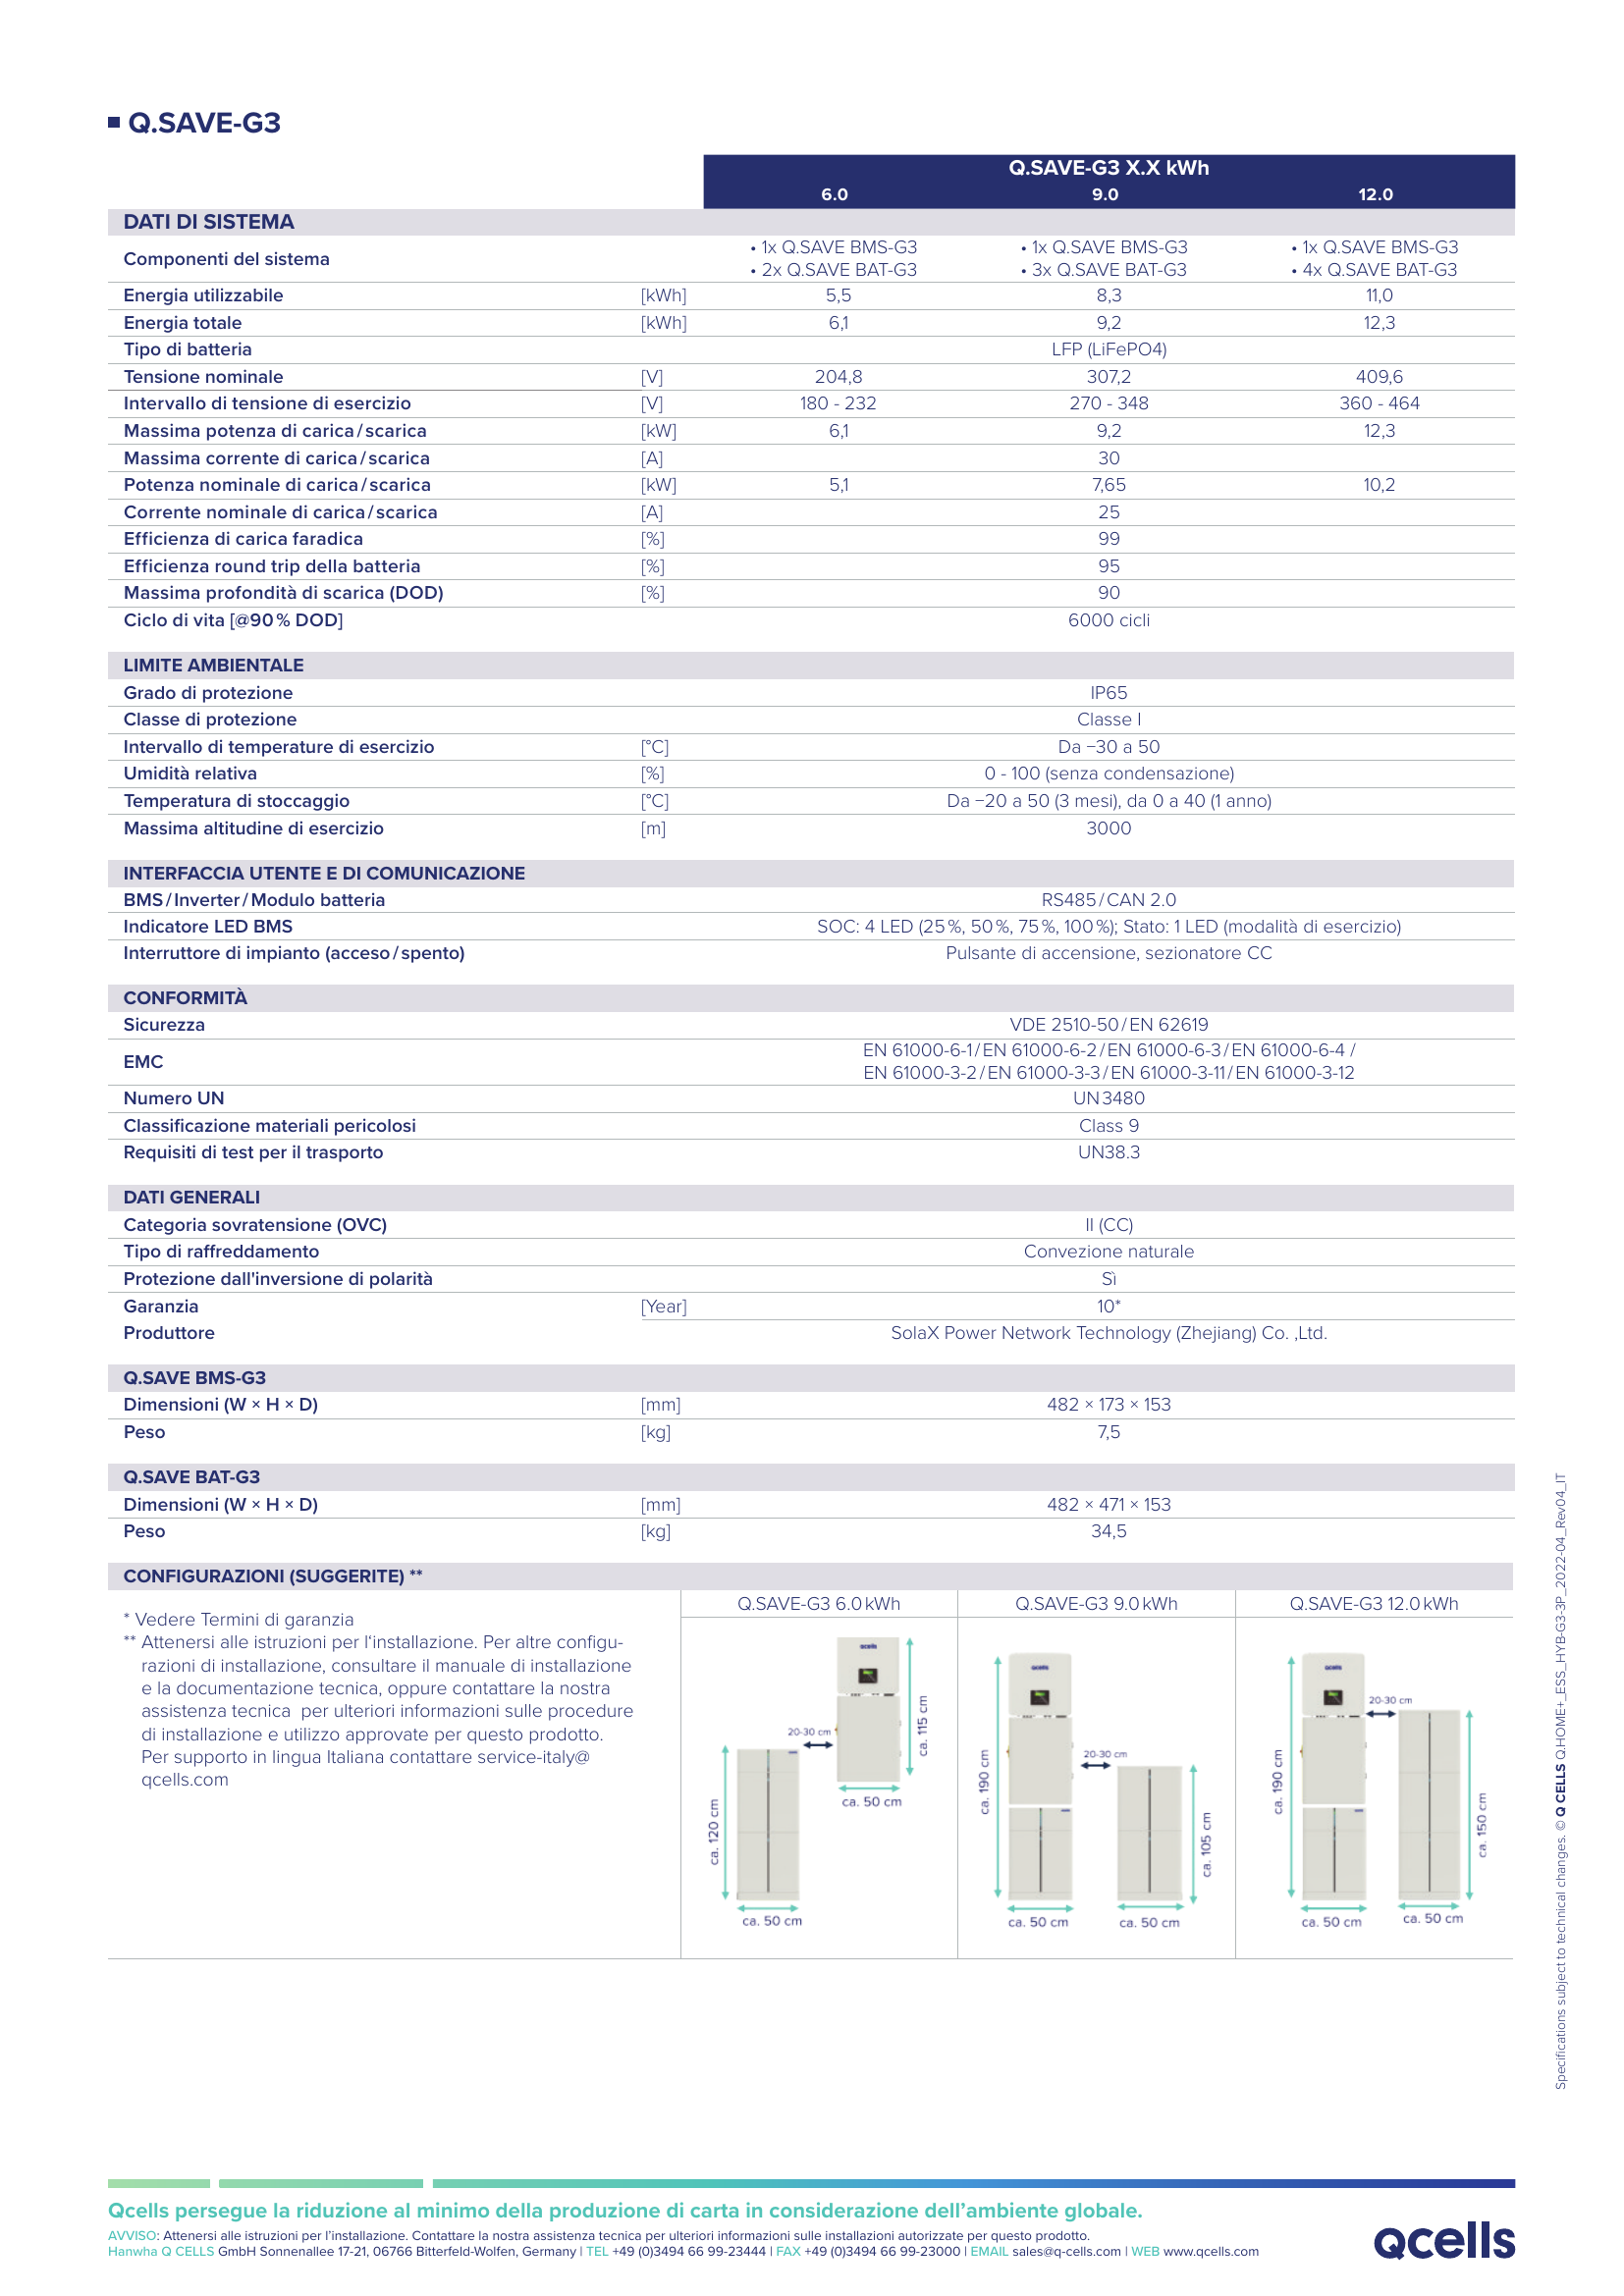 Q.SAVE-G3
Q.SAVE-G3 X.X kWh
6.0 9.0 12.0
DATI DI SISTEMA
Componenti del sistema • 1x Q.SAVE BMS-G3 • 1x Q.SAVE BMS-G3 • 1x Q.SAVE BMS-G3
• 2x Q.SAVE BAT-G3 • 3x Q.SAVE BAT-G3 • 4x Q.SAVE BAT-G3
Energia utilizzabile [kWh] 5,5 8,3 11,0
Energia totale [kWh] 6,1 9,2 12,3
Tipo di batteria LFP (LiFePO4)
Tensione nominale [V] 204,8 307,2 409,6
Intervallo di tensione di esercizio [V] 180 - 232 270 - 348 360 - 464
Massima potenza di carica/scarica [kW] 6,1 9,2 12,3
Massima corrente di carica/scarica [A] 30
Potenza nominale di carica/scarica [kW] 5,1 7,65 10,2
Corrente nominale di carica/scarica [A] 25
Efficienza di carica faradica [%] 99
Efficienza round trip della batteria [%] 95
Massima profondità di scarica (DOD) [%] 90
Ciclo di vita [@90% DOD] 6000 cicli
LIMITE AMBIENTALE
Grado di protezione IP65
Classe di protezione Classe I
Intervallo di temperature di esercizio [°C] Da −30 a 50
Umidità relativa [%] 0 - 100 (senza condensazione)
Temperatura di stoccaggio [°C] Da −20 a 50 (3 mesi), da 0 a 40 (1 anno)
Massima altitudine di esercizio [m] 3000
INTERFACCIA UTENTE E DI COMUNICAZIONE
BMS/Inverter/Modulo batteria RS485/CAN 2.0
Indicatore LED BMS SOC: 4 LED (25%, 50%, 75%, 100%); Stato: 1 LED (modalità di esercizio)
Interruttore di impianto (acceso/spento) Pulsante di accensione, sezionatore CC
CONFORMITÀ
Sicurezza VDE 2510-50/EN 62619
EMC EN 61000-6-1/EN 61000-6-2/EN 61000-6-3/EN 61000-6-4 /
EN 61000-3-2/EN 61000-3-3/EN 61000-3-11/EN 61000-3-12
Numero UN UN3480
Classificazione materiali pericolosi Class 9
Requisiti di test per il trasporto UN38.3
DATI GENERALI
Categoria sovratensione (OVC) II (CC)
Tipo di raffreddamento Convezione naturale
Protezione dall'inversione di polarità Sì
Garanzia [Year] 10*
Produttore SolaX Power Network Technology (Zhejiang) Co. ,Ltd.
Q.SAVE BMS-G3
Dimensioni (W × H × D) [mm] 482 × 173 × 153
Peso [kg] 7,5
Q.SAVE BAT-G3
Dimensioni (W × H × D) [mm] 482 × 471 × 153
Peso [kg] 34,5
CONFIGURAZIONI (SUGGERITE) **
* Vedere Termini di garanzia
** Attenersi alle istruzioni per l‘installazione. Per altre configu-
razioni di installazione, consultare il manuale di installazione
e la documentazione tecnica, oppure contattare la nostra
assistenza tecnica per ulteriori informazioni sulle procedure
di installazione e utilizzo approvate per questo prodotto.
Per supporto in lingua Italiana contattare service-italy@
qcells.com
Q.SAVE-G3 6.0 kWh
qcells
20-30 cm
ca. 115 cm
ca. 50 cm
ca. 120 cm
ca. 50 cm
Q.SAVE-G3 9.0 kWh
qcells
ca. 190 cm
20-30 cm
ca. 105 cm
ca. 50 cm
ca. 50 cm
Q.SAVE-G3 12.0 kWh
qcells
20-30 cm
ca. 190 cm
ca. 150 cm
ca. 50 cm
ca. 50 cm
Specifications subject to technical changes. © Q CELLS Q.HOME+_ESS_HYB-G3-3P_2022-04_Rev04_IT
Qcells persegue la riduzione al minimo della produzione di carta in considerazione dell’ambiente globale.
AVVISO: Attenersi alle istruzioni per l’installazione. Contattare la nostra assistenza tecnica per ulteriori informazioni sulle installazioni autorizzate per questo prodotto.
Hanwha Q CELLS GmbH Sonnenallee 17-21, 06766 Bitterfeld-Wolfen, Germany | TEL +49 (0)3494 66 99-23444 | FAX +49 (0)3494 66 99-23000 | EMAIL sales@q-cells.com | WEB www.qcells.com
qcells